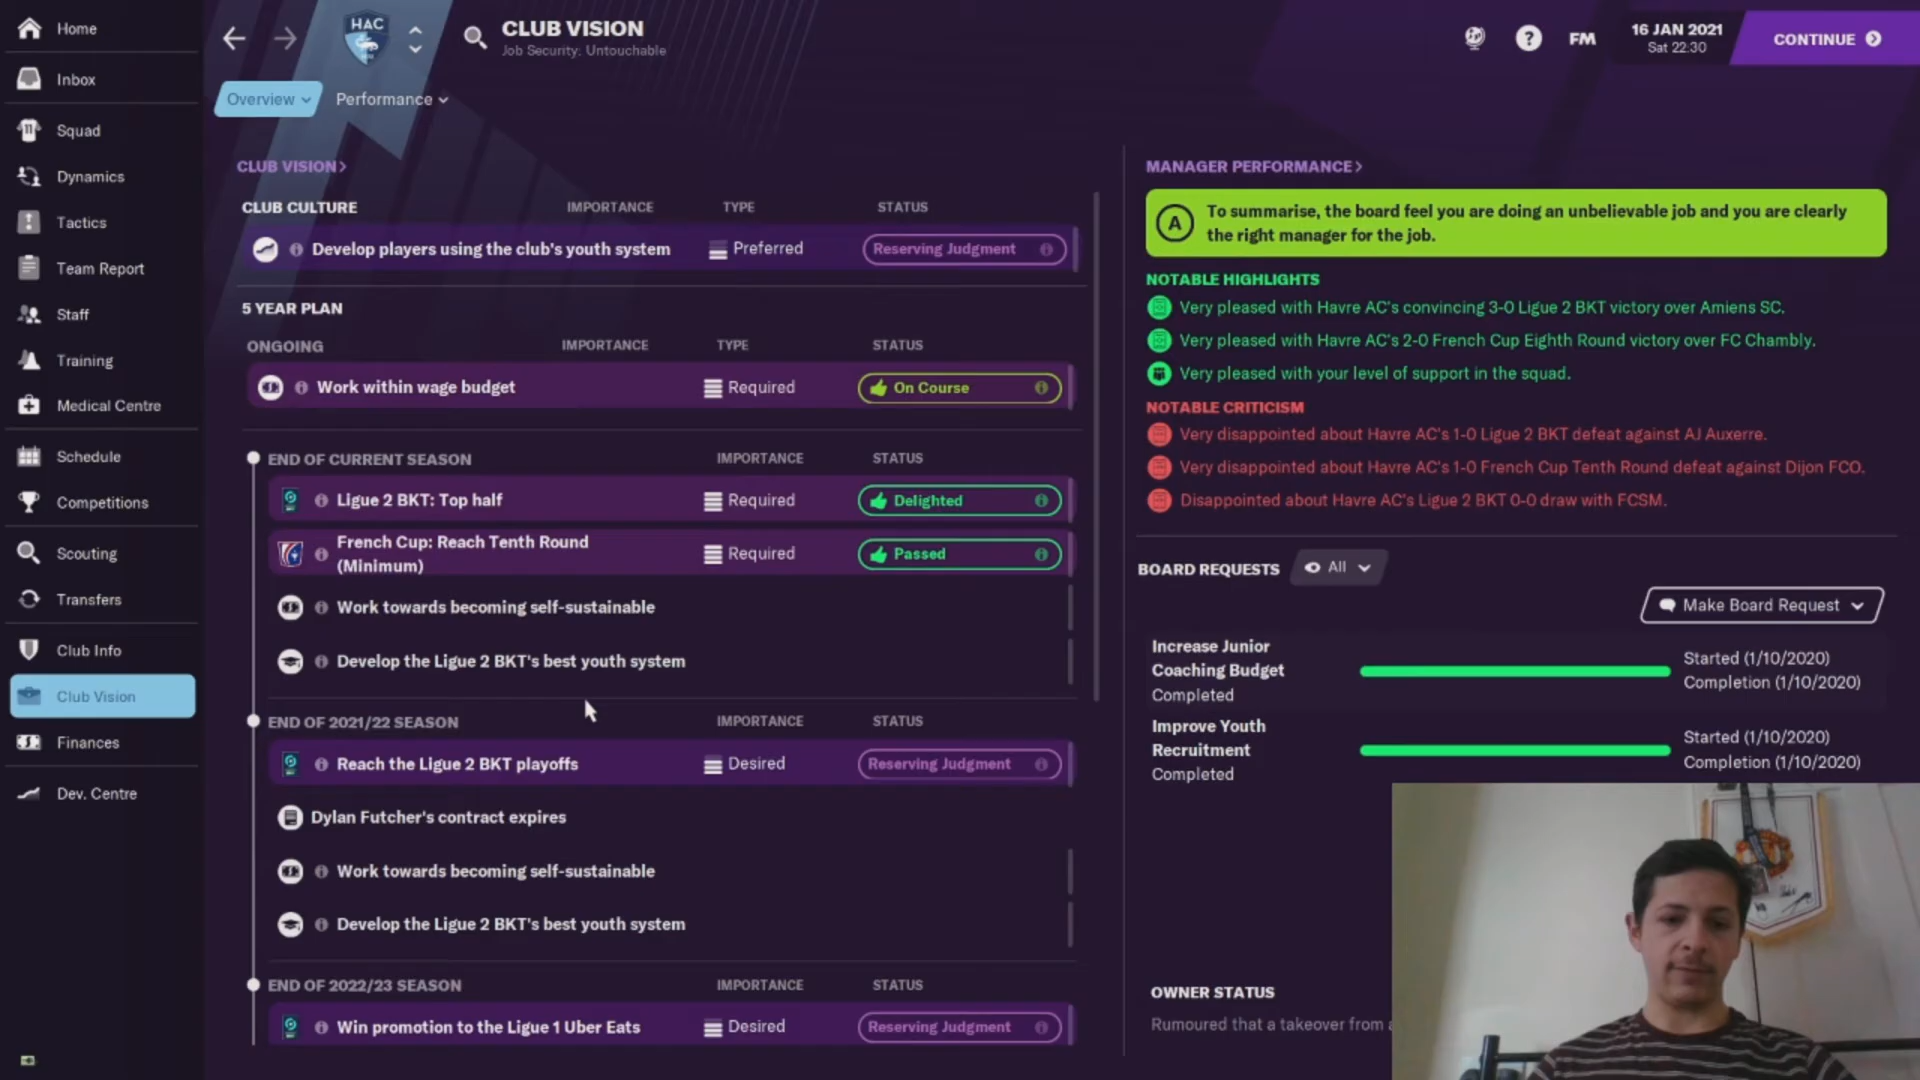 Home
Inbox
Squad
Dynamics
Tactics
Team Report
Staff
Training
Medical Centre
Schedule
Competitions
Scouting
Transfers
Club Info
Club Vision
Finances
Dev. Centre
HAC
CLUB VISION
Job Security: Untouchable
FM
16 JAN 2021
Sat 22:30
CONTINUE
Overview
Performance
CLUB VISION
CLUB CULTURE IMPORTANCE TYPE STATUS
Develop players using the club's youth system Preferred Reserving Judgment
5 YEAR PLAN
ONGOING IMPORTANCE TYPE STATUS
Work within wage budget Required On Course
END OF CURRENT SEASON IMPORTANCE STATUS
Ligue 2 BKT: Top half Required Delighted
French Cup: Reach Tenth Round
(Minimum) Required Passed
Work towards becoming self-sustainable
Develop the Ligue 2 BKT's best youth system
END OF 2021/22 SEASON IMPORTANCE STATUS
Reach the Ligue 2 BKT playoffs Desired Reserving Judgment
Dylan Futcher's contract expires
Work towards becoming self-sustainable
Develop the Ligue 2 BKT's best youth system
END OF 2022/23 SEASON IMPORTANCE STATUS
Win promotion to the Ligue 1 Uber Eats Desired Reserving Judgment
MANAGER PERFORMANCE
A
To summarise, the board feel you are doing an unbelievable job and you are clearly
the right manager for the job.
NOTABLE HIGHLIGHTS
Very pleased with Havre AC's convincing 3-0 Ligue 2 BKT victory over Amiens SC.
Very pleased with Havre AC's 2-0 French Cup Eighth Round victory over FC Chambly.
Very pleased with your level of support in the squad.
NOTABLE CRITICISM
Very disappointed about Havre AC's 1-0 Ligue 2 BKT defeat against AJ Auxerre.
Very disappointed about Havre AC's 1-0 French Cup Tenth Round defeat against Dijon FCO.
Disappointed about Havre AC's Ligue 2 BKT 0-0 draw with FCSM.
BOARD REQUESTS All
Make Board Request
Increase Junior
Coaching Budget
Completed
Started (1/10/2020)
Completion (1/10/2020)
Improve Youth
Recruitment
Completed
Started (1/10/2020)
Completion (1/10/2020)
OWNER STATUS
Rumoured that a takeover from